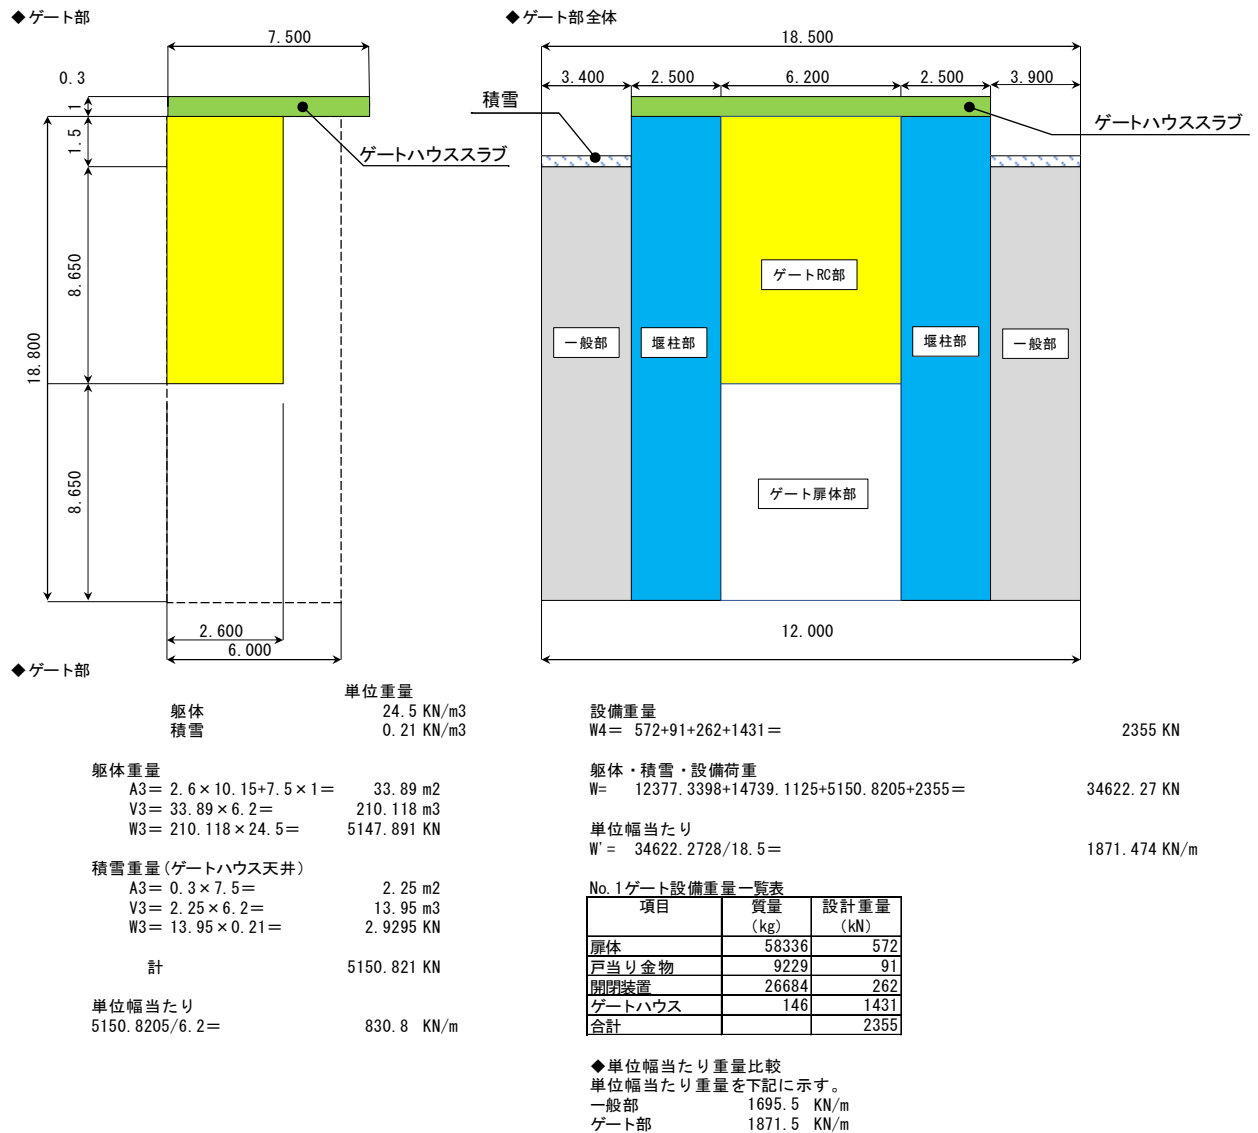 ◆ゲート部
7.500
0.3
1
1.5
ゲートハウススラブ
8.650
18.800
8.650
2.600
6.000
◆ゲート部全体
18.500
3.400
2.500
6.200
2.500
3.900
積雪
ゲートハウススラブ
ゲートRC部
一般部
堰柱部
堰柱部
一般部
ゲート扉体部
12.000
◆ゲート部
単位重量
躯体 24.5 KN/m3
積雪 0.21 KN/m3
躯体重量
A3＝ 2.6×10.15+7.5×1＝ 33.89 m2
V3＝ 33.89×6.2＝ 210.118 m3
W3＝ 210.118×24.5＝ 5147.891 KN
積雪重量(ゲートハウス天井)
A3＝ 0.3×7.5＝ 2.25 m2
V3＝ 2.25×6.2＝ 13.95 m3
W3＝ 13.95×0.21＝ 2.9295 KN
計 5150.821 KN
単位幅当たり
5150.8205/6.2＝ 830.8 KN/m
設備重量
W4＝ 572+91+262+1431＝ 2355 KN
躯体・積雪・設備荷重
W= 12377.3398+14739.1125+5150.8205+2355＝ 34622.27 KN
単位幅当たり
W'= 34622.2728/18.5＝ 1871.474 KN/m
No.1ゲート設備重量一覧表
項目 質量 設計重量
(kg) (kN)
扉体 58336 572
戸当り金物 9229 91
開閉装置 26684 262
ゲートハウス 146 1431
合計 2355
◆単位幅当たり重量比較
単位幅当たり重量を下記に示す。
一般部 1695.5 KN/m
ゲート部 1871.5 KN/m